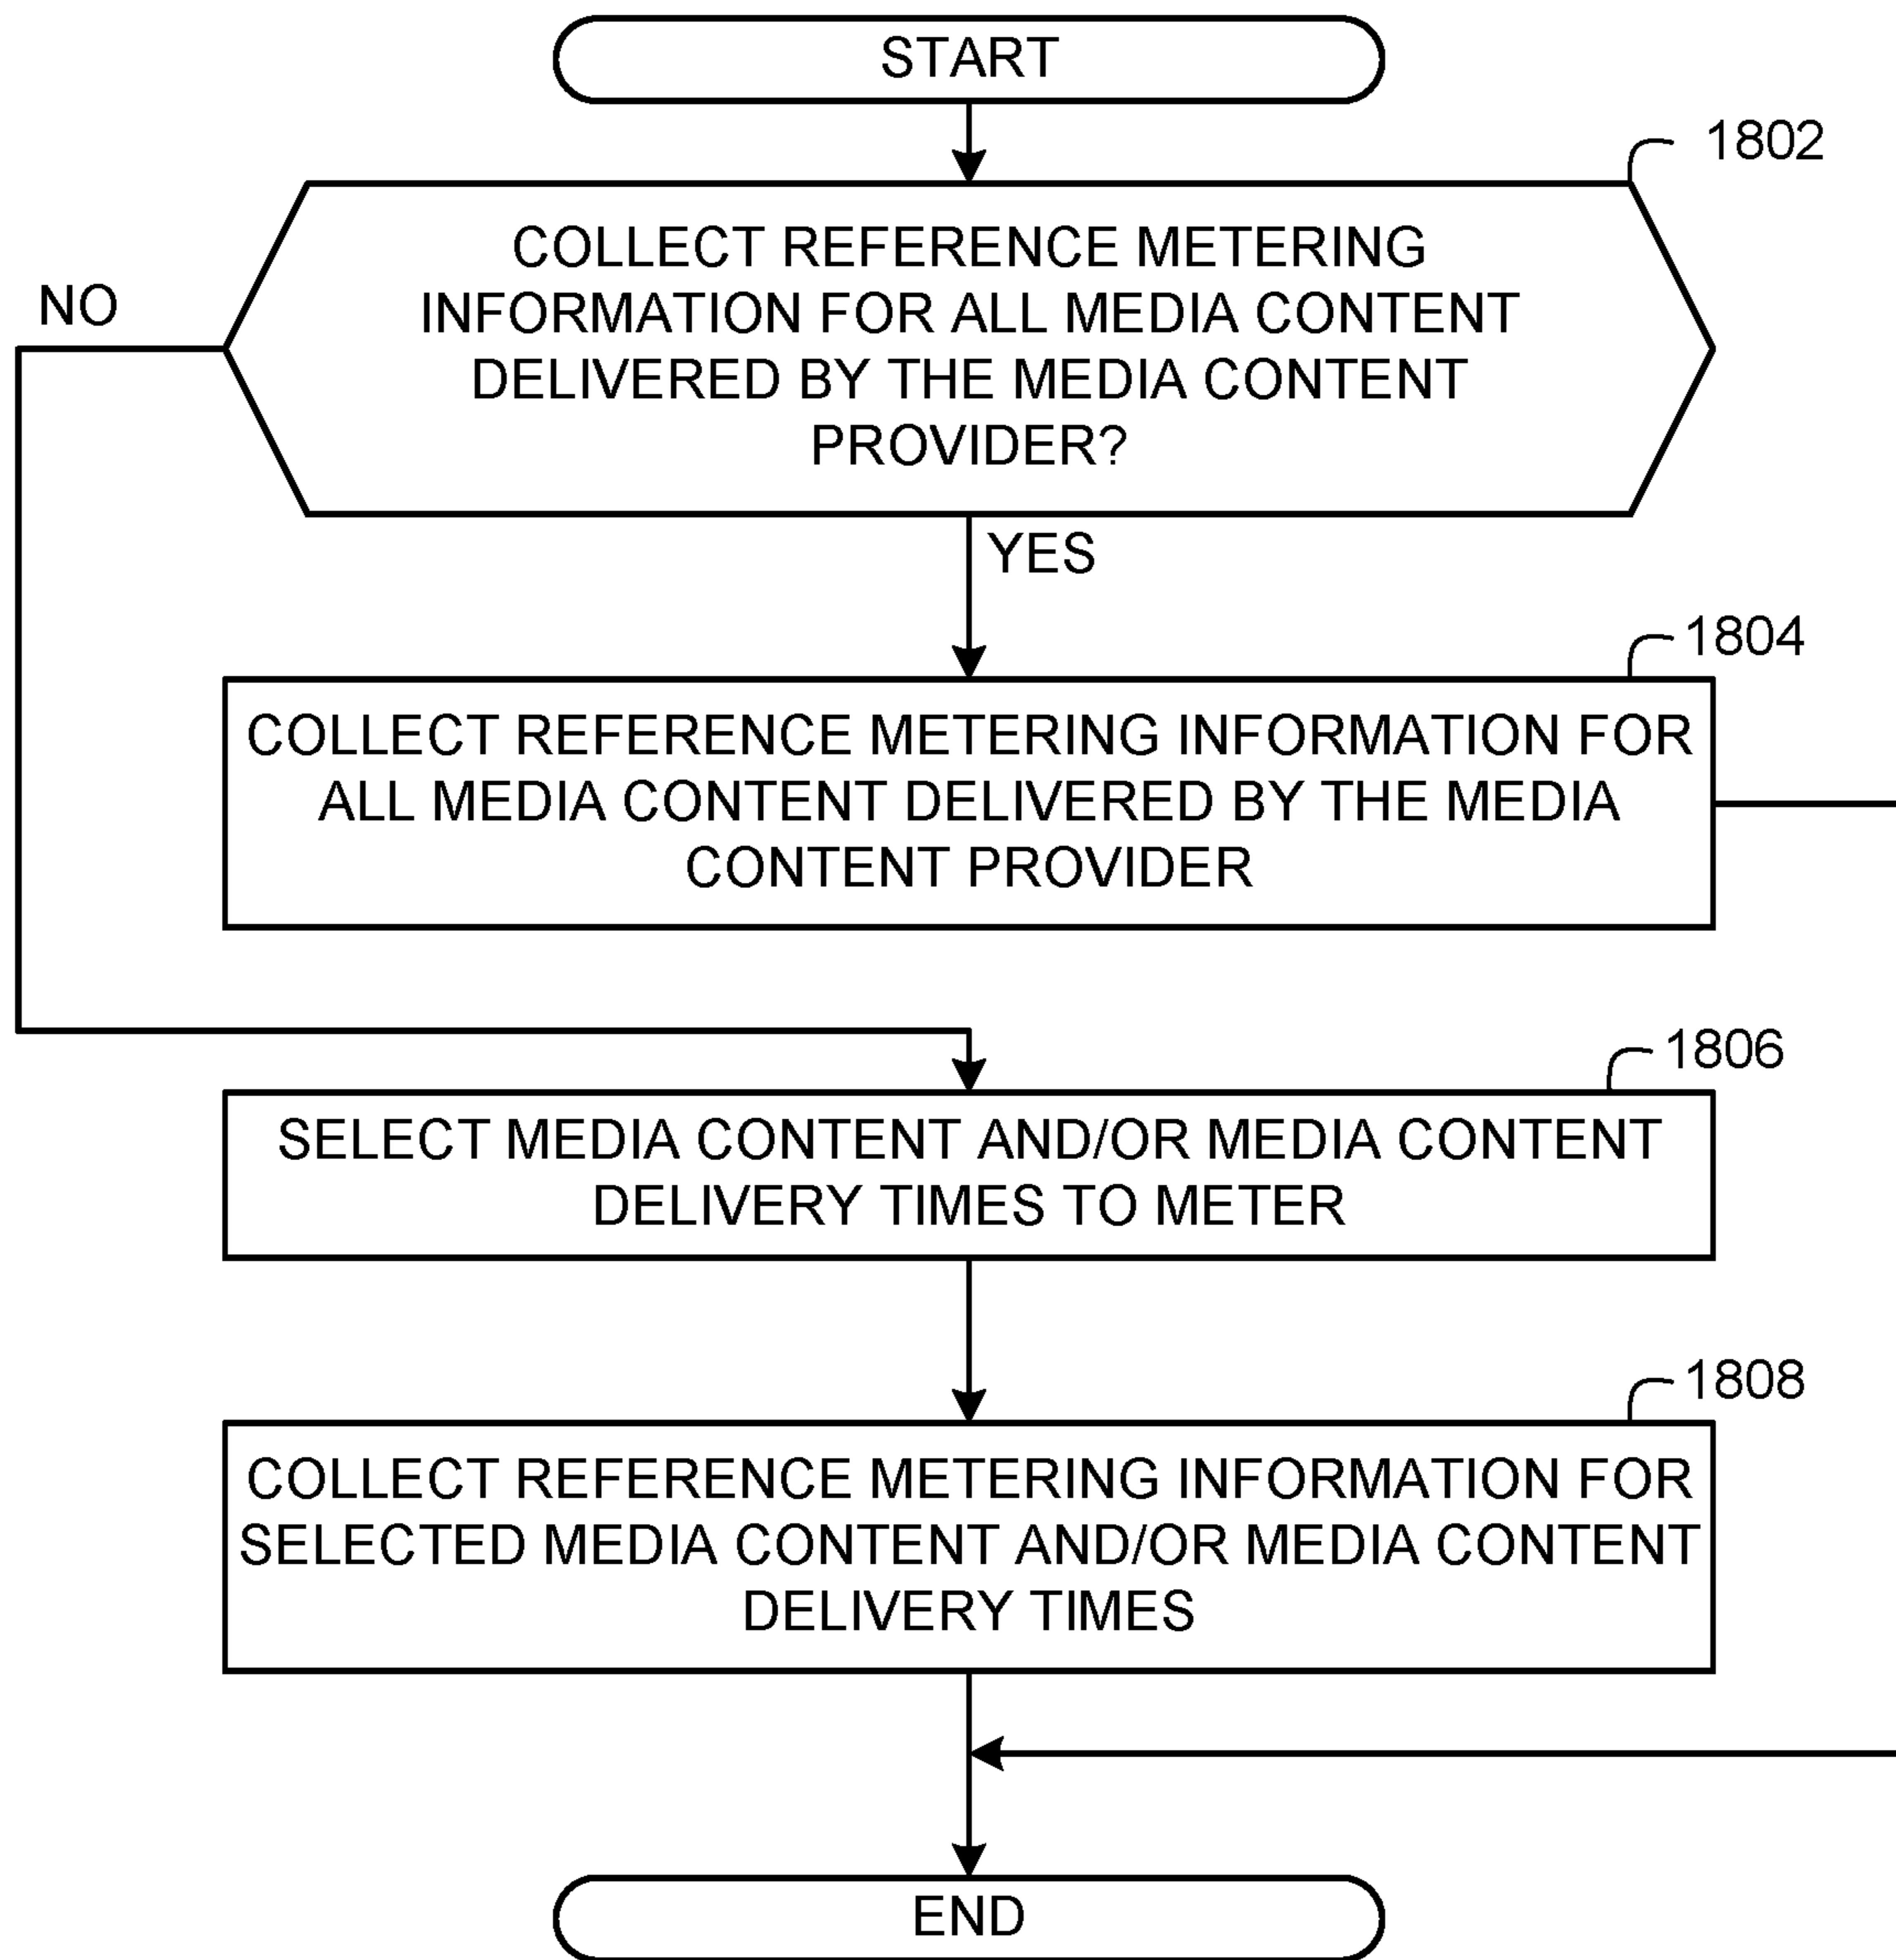 START
1802
COLLECT REFERENCE METERING
INFORMATION FOR ALL MEDIA CONTENT
DELIVERED BY THE MEDIA CONTENT
PROVIDER?
NO
YES
1804
COLLECT REFERENCE METERING INFORMATION FOR
ALL MEDIA CONTENT DELIVERED BY THE MEDIA
CONTENT PROVIDER
1806
SELECT MEDIA CONTENT AND/OR MEDIA CONTENT
DELIVERY TIMES TO METER
1808
COLLECT REFERENCE METERING INFORMATION FOR
SELECTED MEDIA CONTENT AND/OR MEDIA CONTENT
DELIVERY TIMES
END